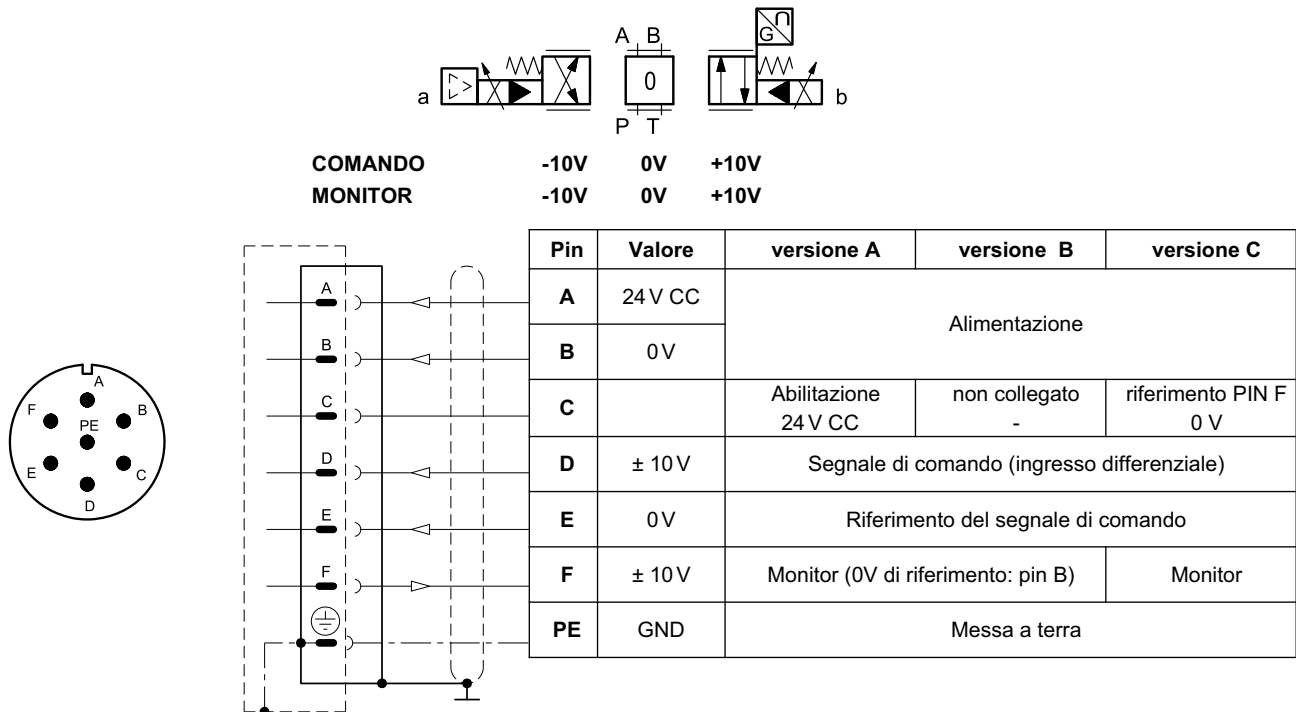 A B
G
a
0
b
P T
COMANDO -10V 0V +10V
MONITOR -10V 0V +10V
Pin Valore versione A versione B versione C
A 24 V CC Alimentazione
B 0 V
C Abilitazione 24 V CC non collegato - riferimento PIN F 0 V
D ± 10 V Segnale di comando (ingresso differenziale)
E 0 V Riferimento del segnale di comando
F ± 10 V Monitor (0V di riferimento: pin B) Monitor
PE GND Messa a terra
A
B
C
D
E
F
A
F B
PE
E C
D